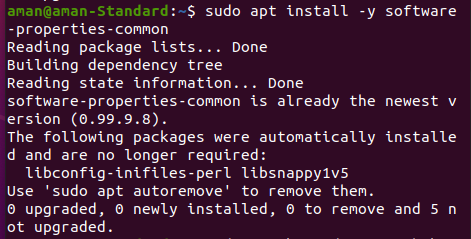 aman@aman-Standard:~$ sudo apt install -y software
-properties-common
Reading package lists... Done
Building dependency tree
Reading state information... Done
software-properties-common is already the newest v
ersion (0.99.9.8).
The following packages were automatically installe
d and are no longer required:
  libconfig-inifiles-perl libsnappy1v5
Use 'sudo apt autoremove' to remove them.
0 upgraded, 0 newly installed, 0 to remove and 5 n
ot upgraded.